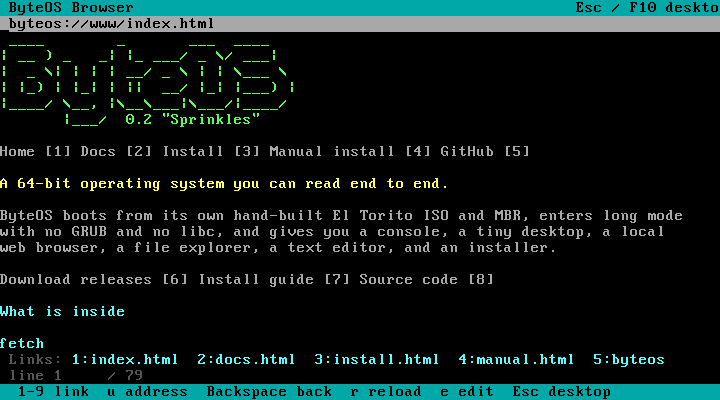 ByteOS Browser Esc / F10 deskto
byteos://www/index.html
ByteOS
0.2 "Sprinkles"
Home [1] Docs [2] Install [3] Manual install [4] GitHub [5]
A 64-bit operating system you can read end to end.
ByteOS boots from its own hand-built El Torito ISO and MBR, enters long mode
with no GRUB and no libc, and gives you a console, a tiny desktop, a local
web browser, a file explorer, a text editor, and an installer.
Download releases [6] Install guide [7] Source code [8]
What is inside
fetch
Links: 1:index.html 2:docs.html 3:install.html 4:manual.html 5:byteos
line 1 / 79
1-9 link u address Backspace back r reload e edit Esc desktop